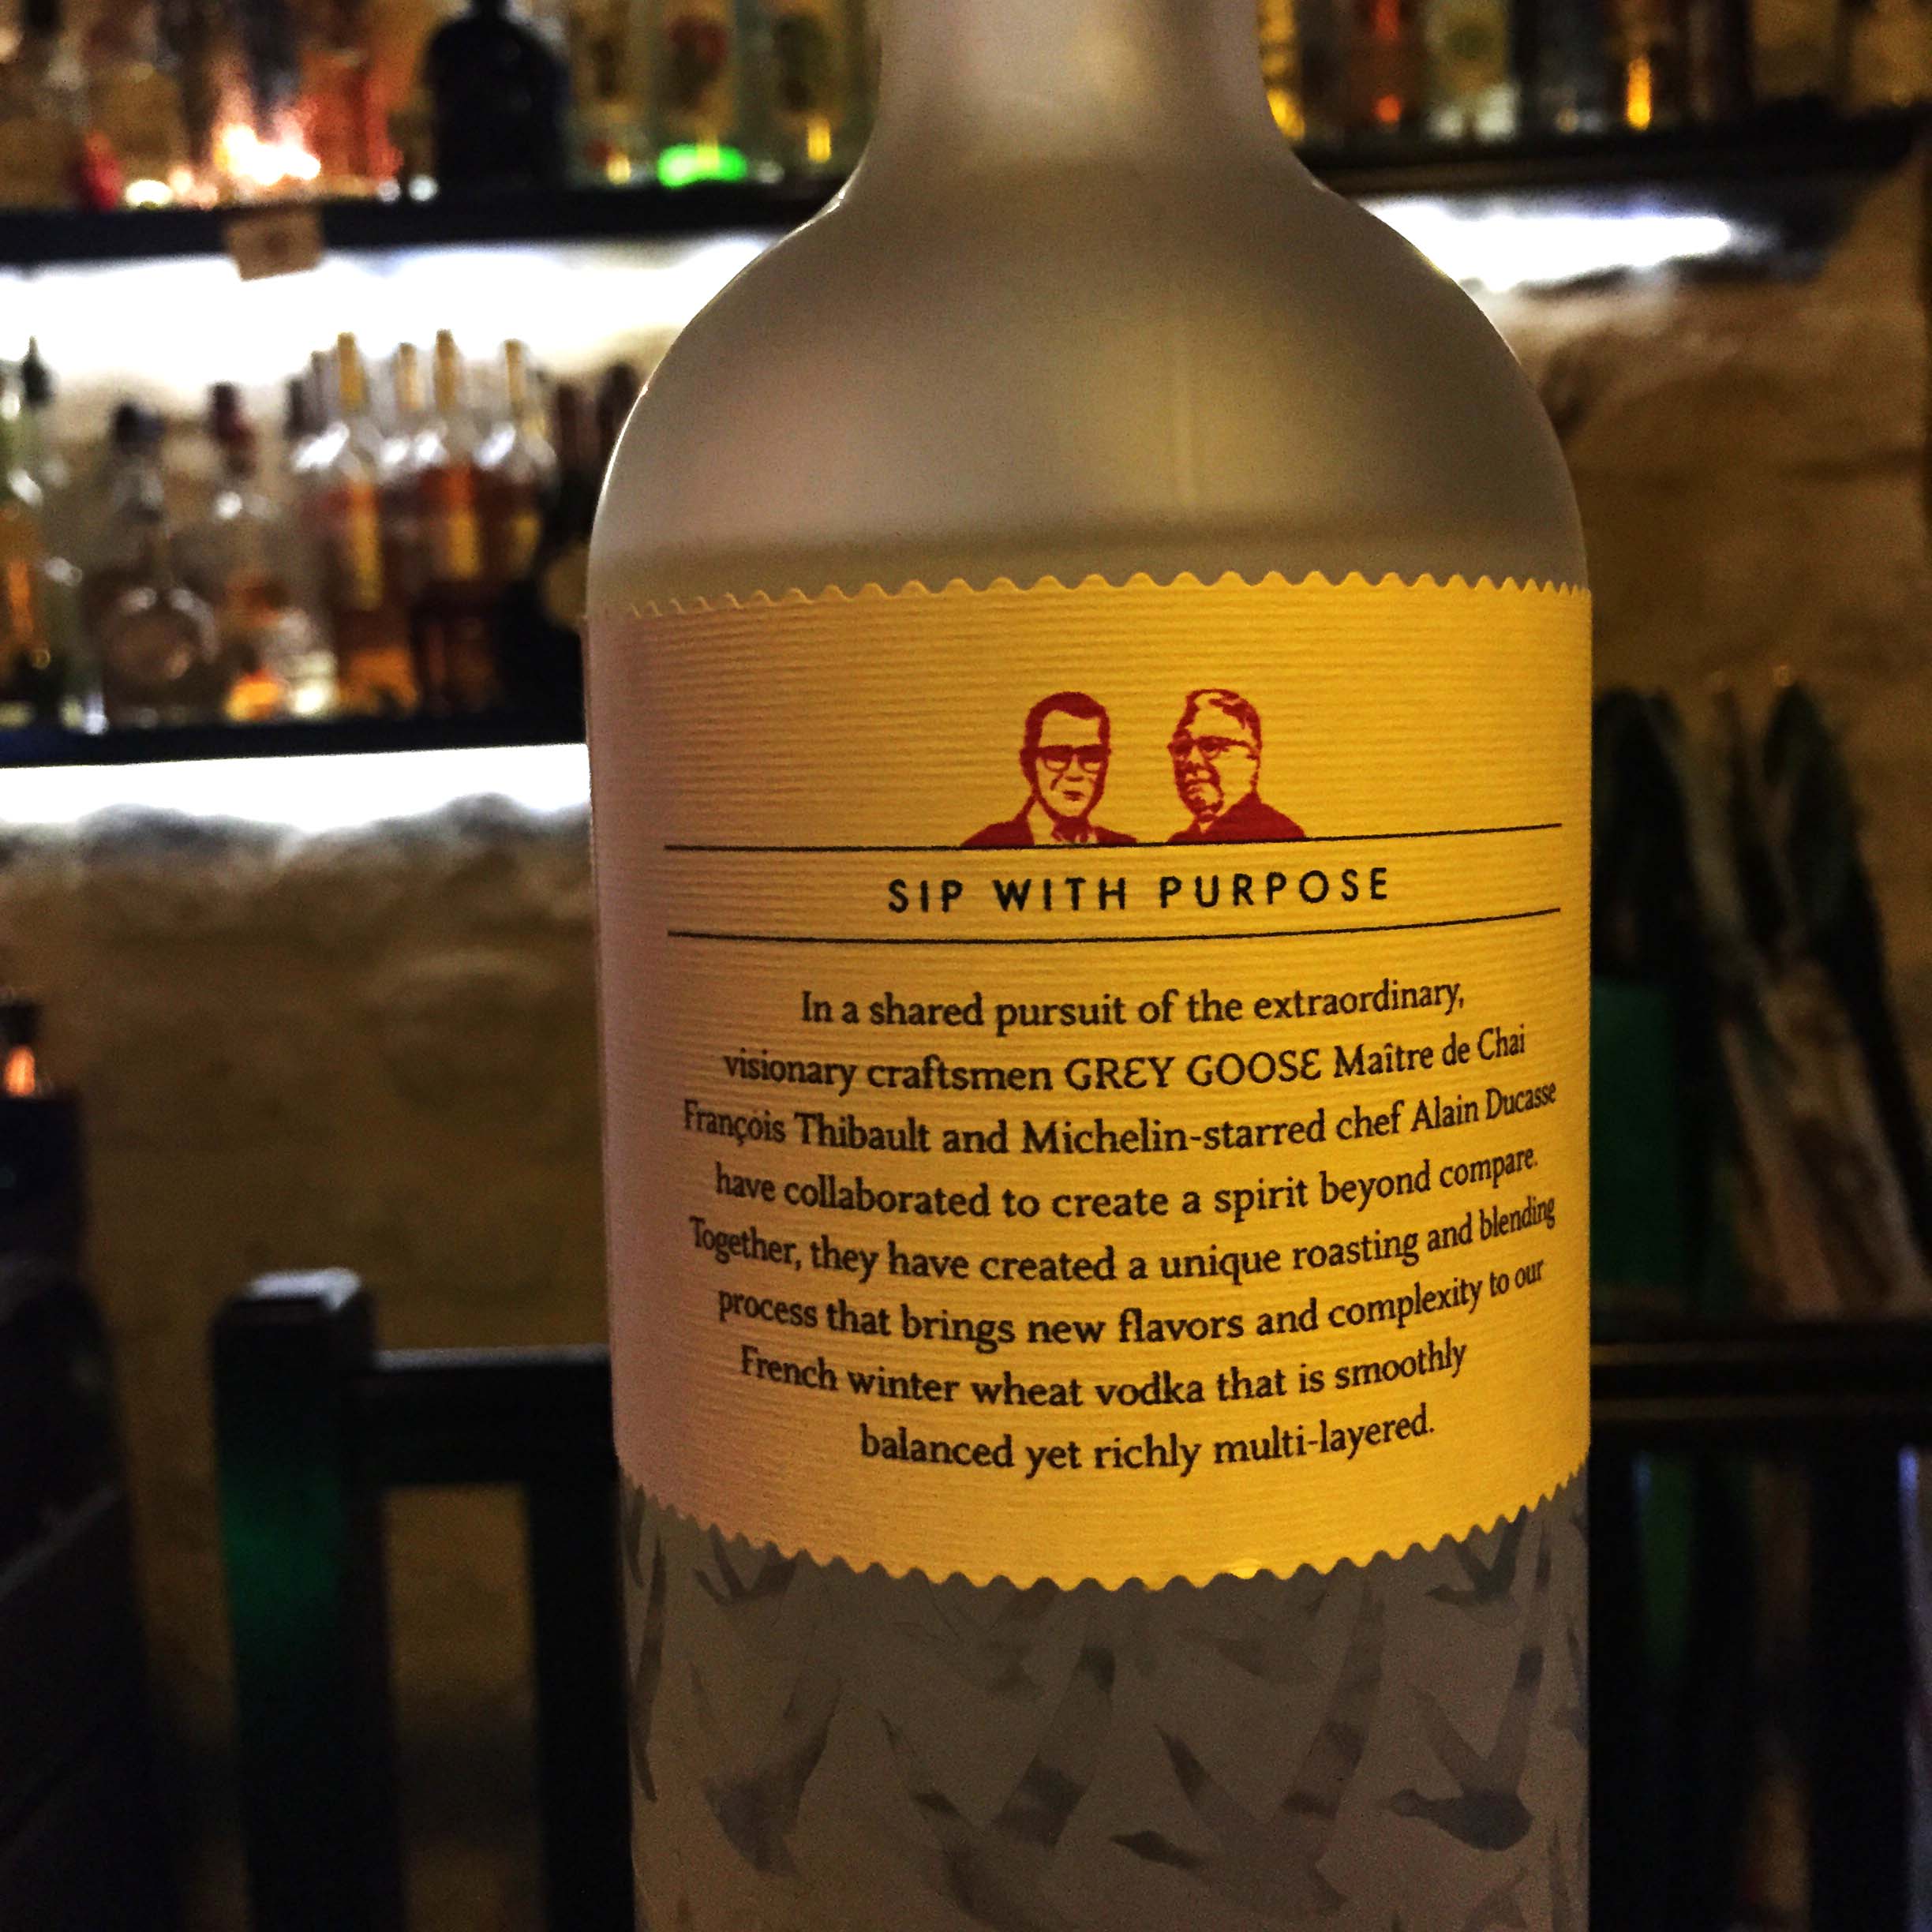 SIP WITH PURPOSE
In a shared pursuit of the extraordinary,
visionary craftsmen GREY GOOSE Maître de Chai
François Thibault and Michelin-starred chef Alain Ducasse
have collaborated to create a spirit beyond compare.
Together, they have created a unique roasting and blending
process that brings new flavors and complexity to our
French winter wheat vodka that is smoothly
balanced yet richly multi-layered.